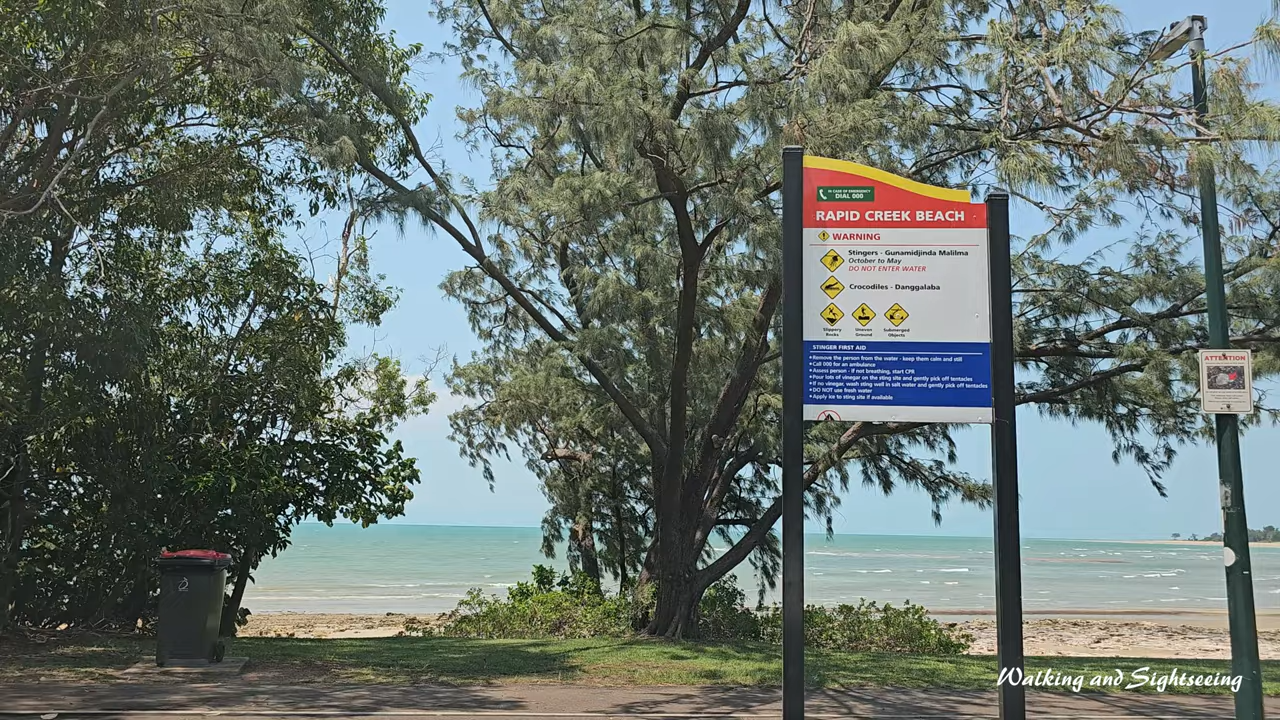 IN CASE OF EMERGENCY
DIAL 000
RAPID CREEK BEACH
WARNING
Stingers - Gunamidjinda Malilma
October to May
DO NOT ENTER WATER
Crocodiles - Danggalaba
Slippery Rocks
Uneven Ground
Submerged Objects
STINGER FIRST AID
• Remove the person from the water - keep them calm and still
• Call 000 for an ambulance
• Assess person - if not breathing, start CPR
• Pour lots of vinegar on the sting site and gently pick off tentacles
• If no vinegar, wash sting well in salt water and gently pick off tentacles
• DO NOT use fresh water
• Apply ice to sting site if available
ATTENTION
Walking and Sightseeing